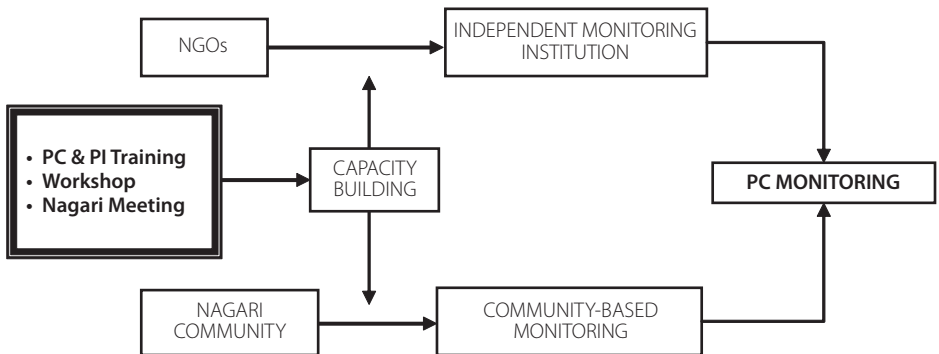 NGOs
INDEPENDENT MONITORING
INSTITUTION
• PC & PI Training
• Workshop
• Nagari Meeting
CAPACITY
BUILDING
PC MONITORING
NAGARI
COMMUNITY
COMMUNITY-BASED
MONITORING